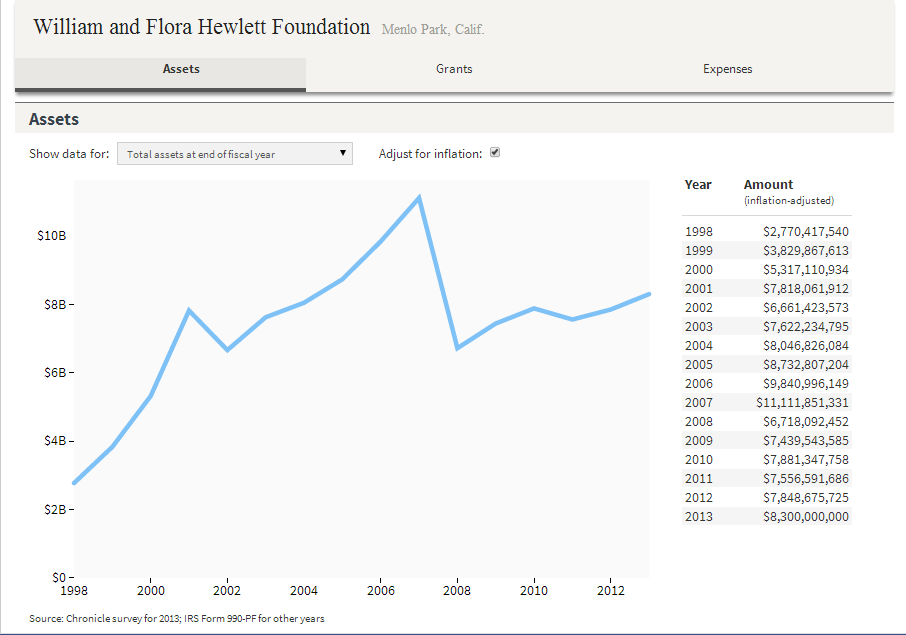 William and Flora Hewlett Foundation Menlo Park, Calif.
Assets Grants Expenses
Assets
Show data for: Total assets at end of fiscal year Adjust for inflation:
Year Amount
(inflation-adjusted)
1998 $2,770,417,540
1999 $3,829,867,613
2000 $5,317,110,934
2001 $7,818,061,912
2002 $6,661,423,573
2003 $7,622,234,795
2004 $8,046,826,084
2005 $8,732,807,204
2006 $9,840,996,149
2007 $11,111,851,331
2008 $6,718,092,452
2009 $7,439,543,585
2010 $7,881,347,758
2011 $7,556,591,686
2012 $7,848,675,725
2013 $8,300,000,000
$10B
$8B
$6B
$4B
$2B
$0
1998 2000 2002 2004 2006 2008 2010 2012
Source: Chronicle survey for 2013; IRS Form 990-PF for other years